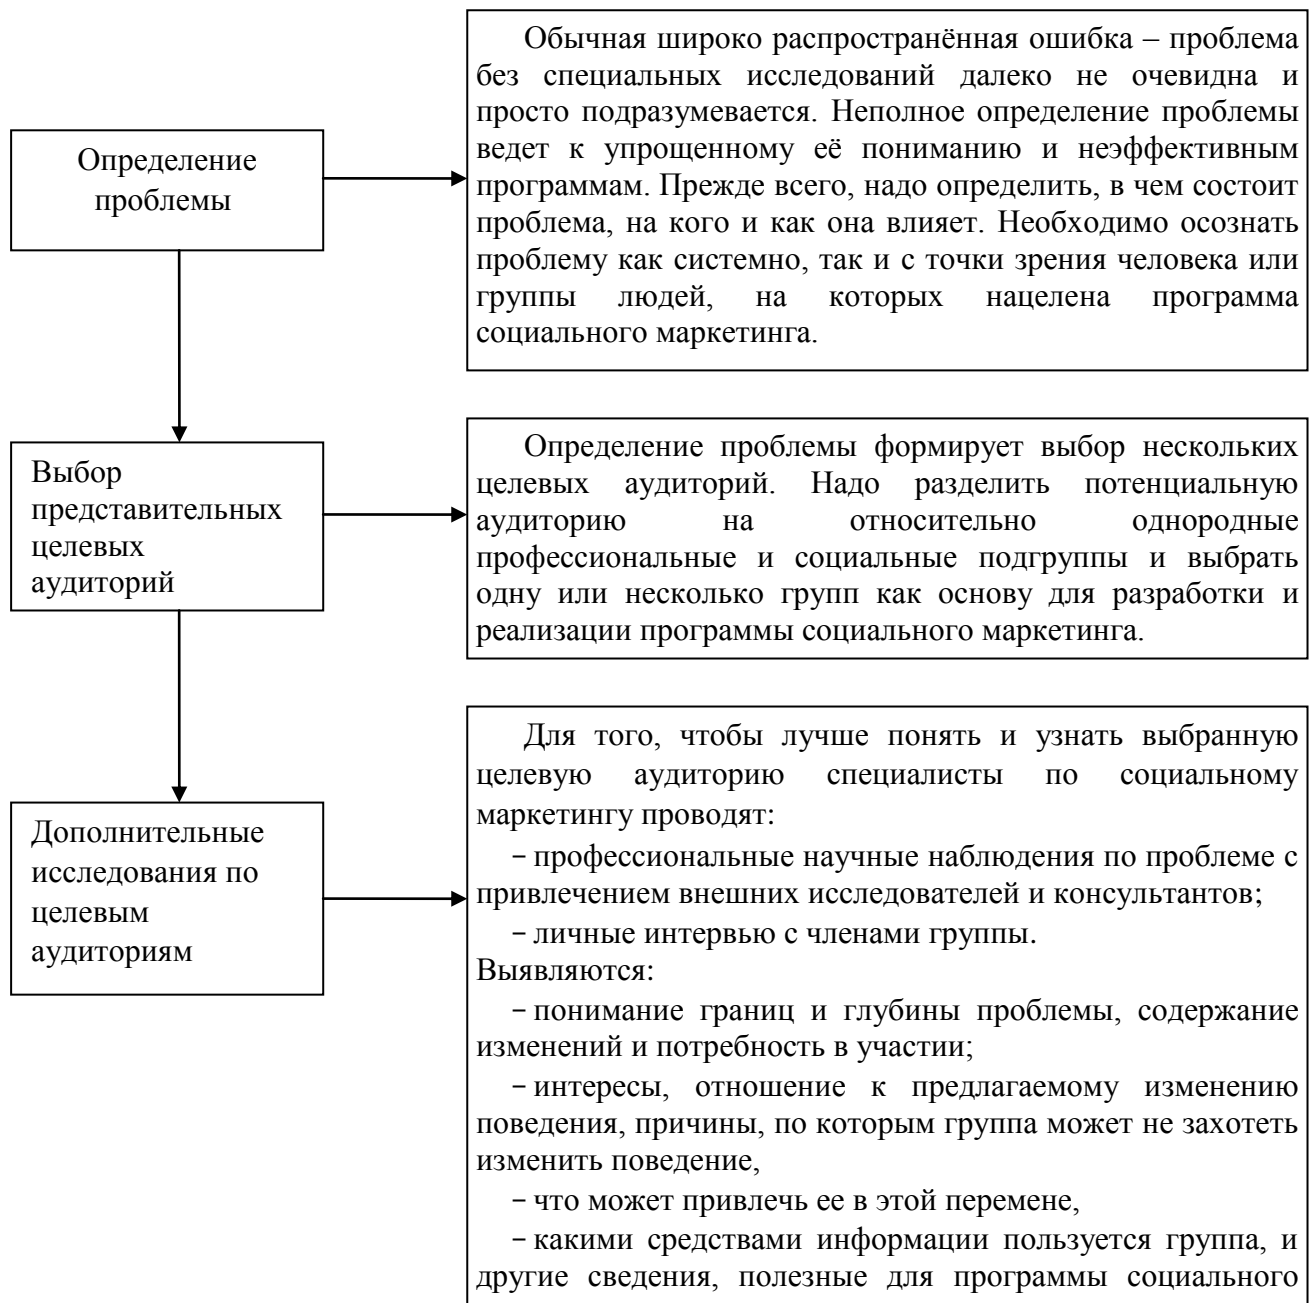 Определение
проблемы
Обычная широко распространённая ошибка – проблема
без специальных исследований далеко не очевидна и
просто подразумевается. Неполное определение проблемы
ведет к упрощенному её пониманию и неэффективным
программам. Прежде всего, надо определить, в чем состоит
проблема, на кого и как она влияет. Необходимо осознать
проблему как системно, так и с точки зрения человека или
группы людей, на которых нацелена программа
социального маркетинга.
Выбор
представительных
целевых
аудиторий
Определение проблемы формирует выбор нескольких
целевых аудиторий. Надо разделить потенциальную
аудиторию на относительно однородные
профессиональные и социальные подгруппы и выбрать
одну или несколько групп как основу для разработки и
реализации программы социального маркетинга.
Дополнительные
исследования по
целевым
аудиториям
Для того, чтобы лучше понять и узнать выбранную
целевую аудиторию специалисты по социальному
маркетингу проводят:
– профессиональные научные наблюдения по проблеме с
привлечением внешних исследователей и консультантов;
– личные интервью с членами группы.
Выявляются:
– понимание границ и глубины проблемы, содержание
изменений и потребность в участии;
– интересы, отношение к предлагаемому изменению
поведения, причины, по которым группа может не захотеть
изменить поведение,
– что может привлечь ее в этой перемене,
– какими средствами информации пользуется группа, и
другие сведения, полезные для программы социального